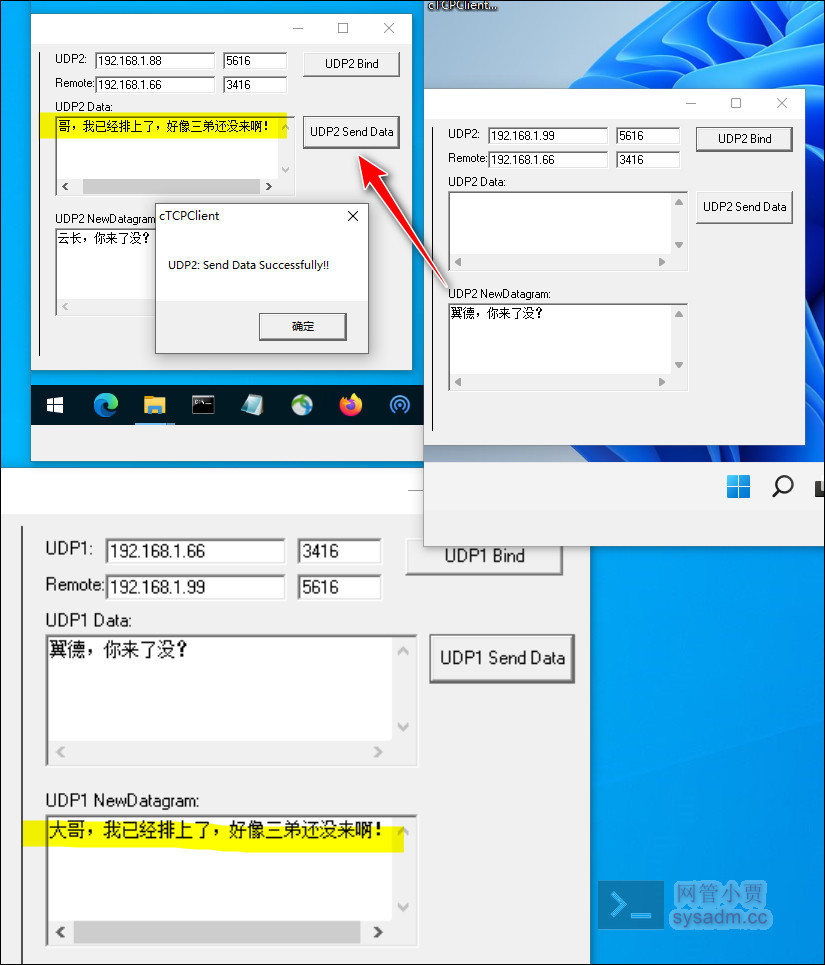 cTCPClient...
UDP2: 192.168.1.88 5616 UDP2 Bind
Remote: 192.168.1.66 3416
UDP2 Data:
哥，我已经排上了，好像三弟还没来啊！
UDP2 Send Data
UDP2 NewDatagram
云长，你来了没？
cTCPClient
UDP2: Send Data Successfully!!
确定
UDP2: 192.168.1.99 5616 UDP2 Bind
Remote: 192.168.1.66 3416
UDP2 Data:
UDP2 Send Data
UDP2 NewDatagram:
翼德，你来了没？
UDP1: 192.168.1.66 3416 UDP1 Bind
Remote: 192.168.1.99 5616
UDP1 Data:
翼德，你来了没？
UDP1 Send Data
UDP1 NewDatagram:
大哥，我已经排上了，好像三弟还没来啊！
网管小贾
sysadm.cc